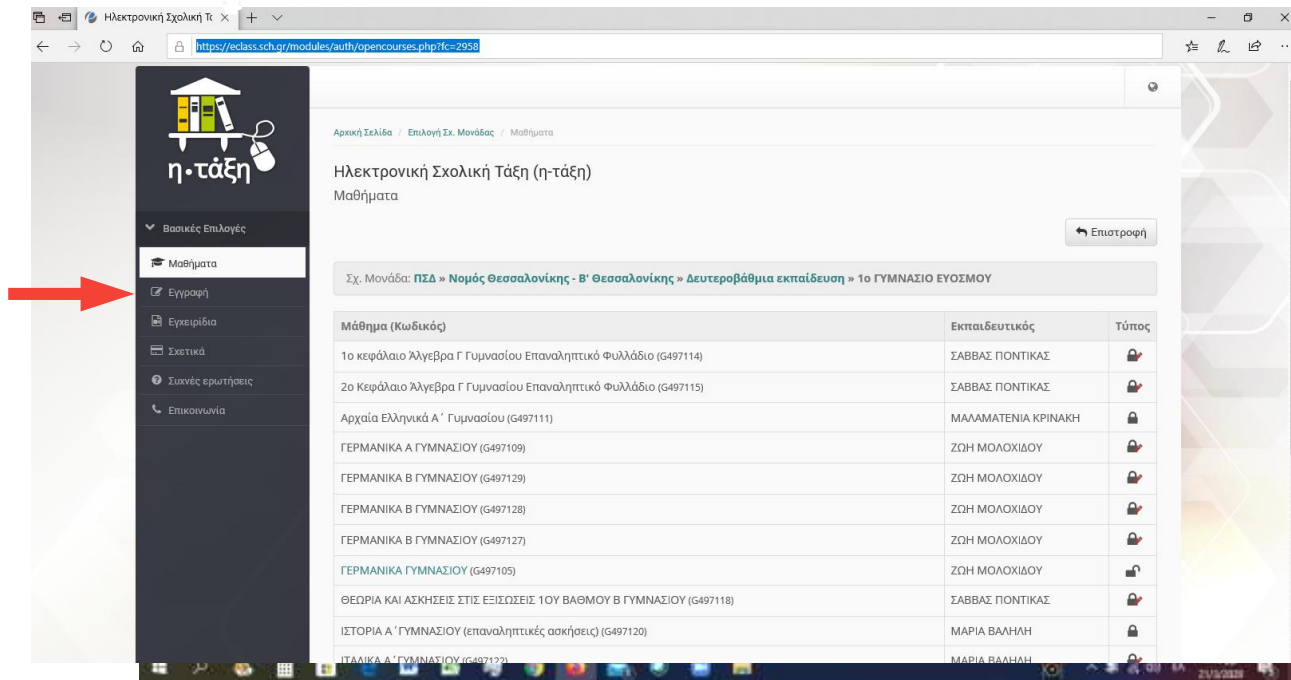 Ηλεκτρονική Σχολική Τά
https://eclass.sch.gr/modules/auth/opencourses.php?fc=2958
η·τάξη
Βασικές Επιλογές
Μαθήματα
Εγγραφή
Εγχειρίδια
Σχετικά
Συχνές ερωτήσεις
Επικοινωνία
Αρχική Σελίδα / Επιλογή Σχ. Μονάδας / Μαθήματα
Ηλεκτρονική Σχολική Τάξη (η-τάξη)
Μαθήματα
Επιστροφή
Σχ. Μονάδα: ΠΣΔ » Νομός Θεσσαλονίκης - Β' Θεσσαλονίκης » Δευτεροβάθμια εκπαίδευση » 1ο ΓΥΜΝΑΣΙΟ ΕΥΟΣΜΟΥ
Μάθημα (Κωδικός) Εκπαιδευτικός Τύπος
1ο κεφάλαιο Άλγεβρα Γ Γυμνασίου Επαναληπτικό Φυλλάδιο (G497114) ΣΑΒΒΑΣ ΠΟΝΤΙΚΑΣ
2ο Κεφάλαιο Άλγεβρα Γ Γυμνασίου Επαναληπτικό Φυλλάδιο (G497115) ΣΑΒΒΑΣ ΠΟΝΤΙΚΑΣ
Αρχαία Ελληνικά Α΄ Γυμνασίου (G497111) ΜΑΛΑΜΑΤΕΝΙΑ ΚΡΙΝΑΚΗ
ΓΕΡΜΑΝΙΚΑ Α ΓΥΜΝΑΣΙΟΥ (G497109) ΖΩΗ ΜΟΛΟΧΙΔΟΥ
ΓΕΡΜΑΝΙΚΑ Β ΓΥΜΝΑΣΙΟΥ (G497129) ΖΩΗ ΜΟΛΟΧΙΔΟΥ
ΓΕΡΜΑΝΙΚΑ Β ΓΥΜΝΑΣΙΟΥ (G497128) ΖΩΗ ΜΟΛΟΧΙΔΟΥ
ΓΕΡΜΑΝΙΚΑ Β ΓΥΜΝΑΣΙΟΥ (G497127) ΖΩΗ ΜΟΛΟΧΙΔΟΥ
ΓΕΡΜΑΝΙΚΑ ΓΥΜΝΑΣΙΟΥ (G497105) ΖΩΗ ΜΟΛΟΧΙΔΟΥ
ΘΕΩΡΙΑ ΚΑΙ ΑΣΚΗΣΕΙΣ ΣΤΙΣ ΕΞΙΣΩΣΕΙΣ 1ΟΥ ΒΑΘΜΟΥ Β ΓΥΜΝΑΣΙΟΥ (G497118) ΣΑΒΒΑΣ ΠΟΝΤΙΚΑΣ
ΙΣΤΟΡΙΑ Α΄ΓΥΜΝΑΣΙΟΥ (επαναληπτικές ασκήσεις) (G497120) ΜΑΡΙΑ ΒΑΛΗΛΗ
ΙΤΑΛΙΚΑ Α΄ΓΥΜΝΑΣΙΟΥ (G497122) ΜΑΡΙΑ ΒΑΛΗΛΗ